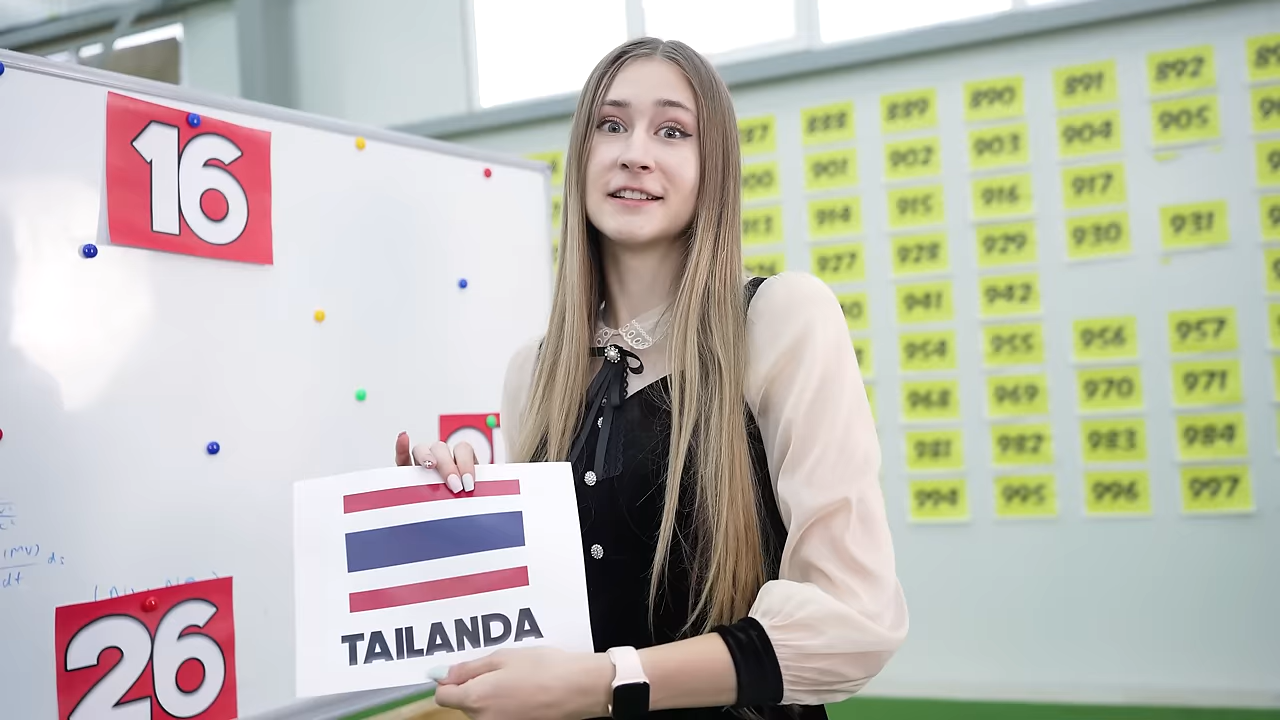 16
26
TAILANDA
888 889 890 891 892
901 902 903 904 905
914 915 916 917
927 928 929 930 931
941 942
954 955 956 957
968 969 970 971
981 982 983 984
994 995 996 997